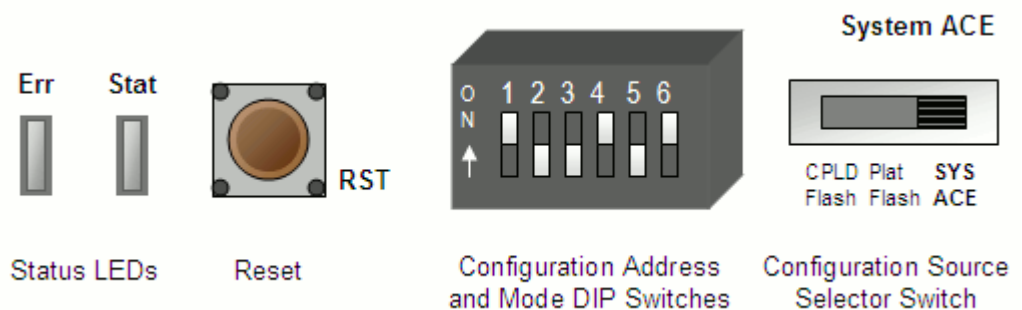 System ACE
Err Stat
O
N
1 2 3 4 5 6
RST
CPLD Plat SYS
Flash Flash ACE
Status LEDs
Reset
Configuration Address
and Mode DIP Switches
Configuration Source
Selector Switch